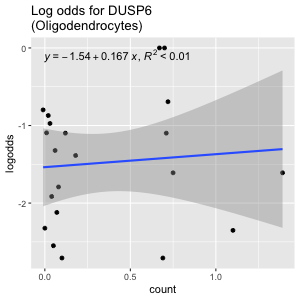 Log odds for DUSP6
(Oligodendrocytes)
y = −1.54 + 0.167 x, R² < 0.01
0
-1
-2
logodds
0.0 0.5 1.0
count